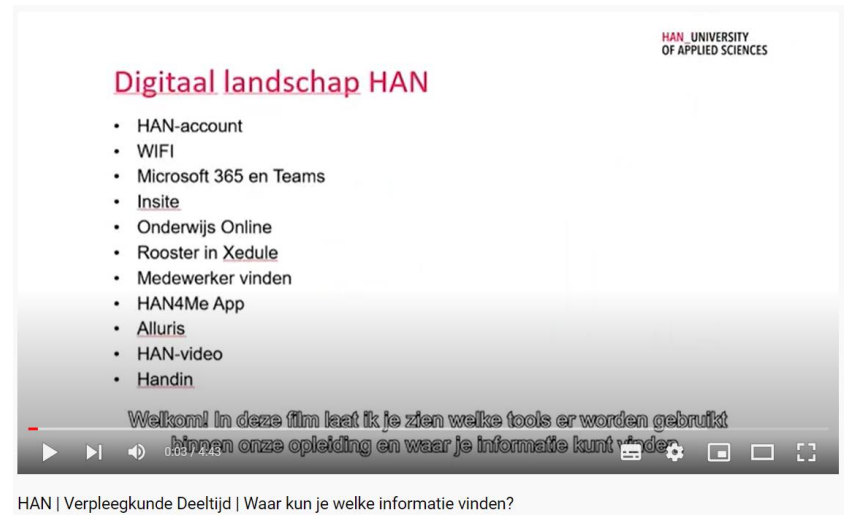 HAN_UNIVERSITY
OF APPLIED SCIENCES
Digitaal landschap HAN
• HAN-account
• WIFI
• Microsoft 365 en Teams
• Insite
• Onderwijs Online
• Rooster in Xedule
• Medewerker vinden
• HAN4Me App
• Alluris
• HAN-video
• Handin
Welkom! In deze film laat ik je zien welke tools er worden gebruikt
binnen onze opleiding en waar je informatie kunt vinden
0:03 / 4:43
HAN | Verpleegkunde Deeltijd | Waar kun je welke informatie vinden?